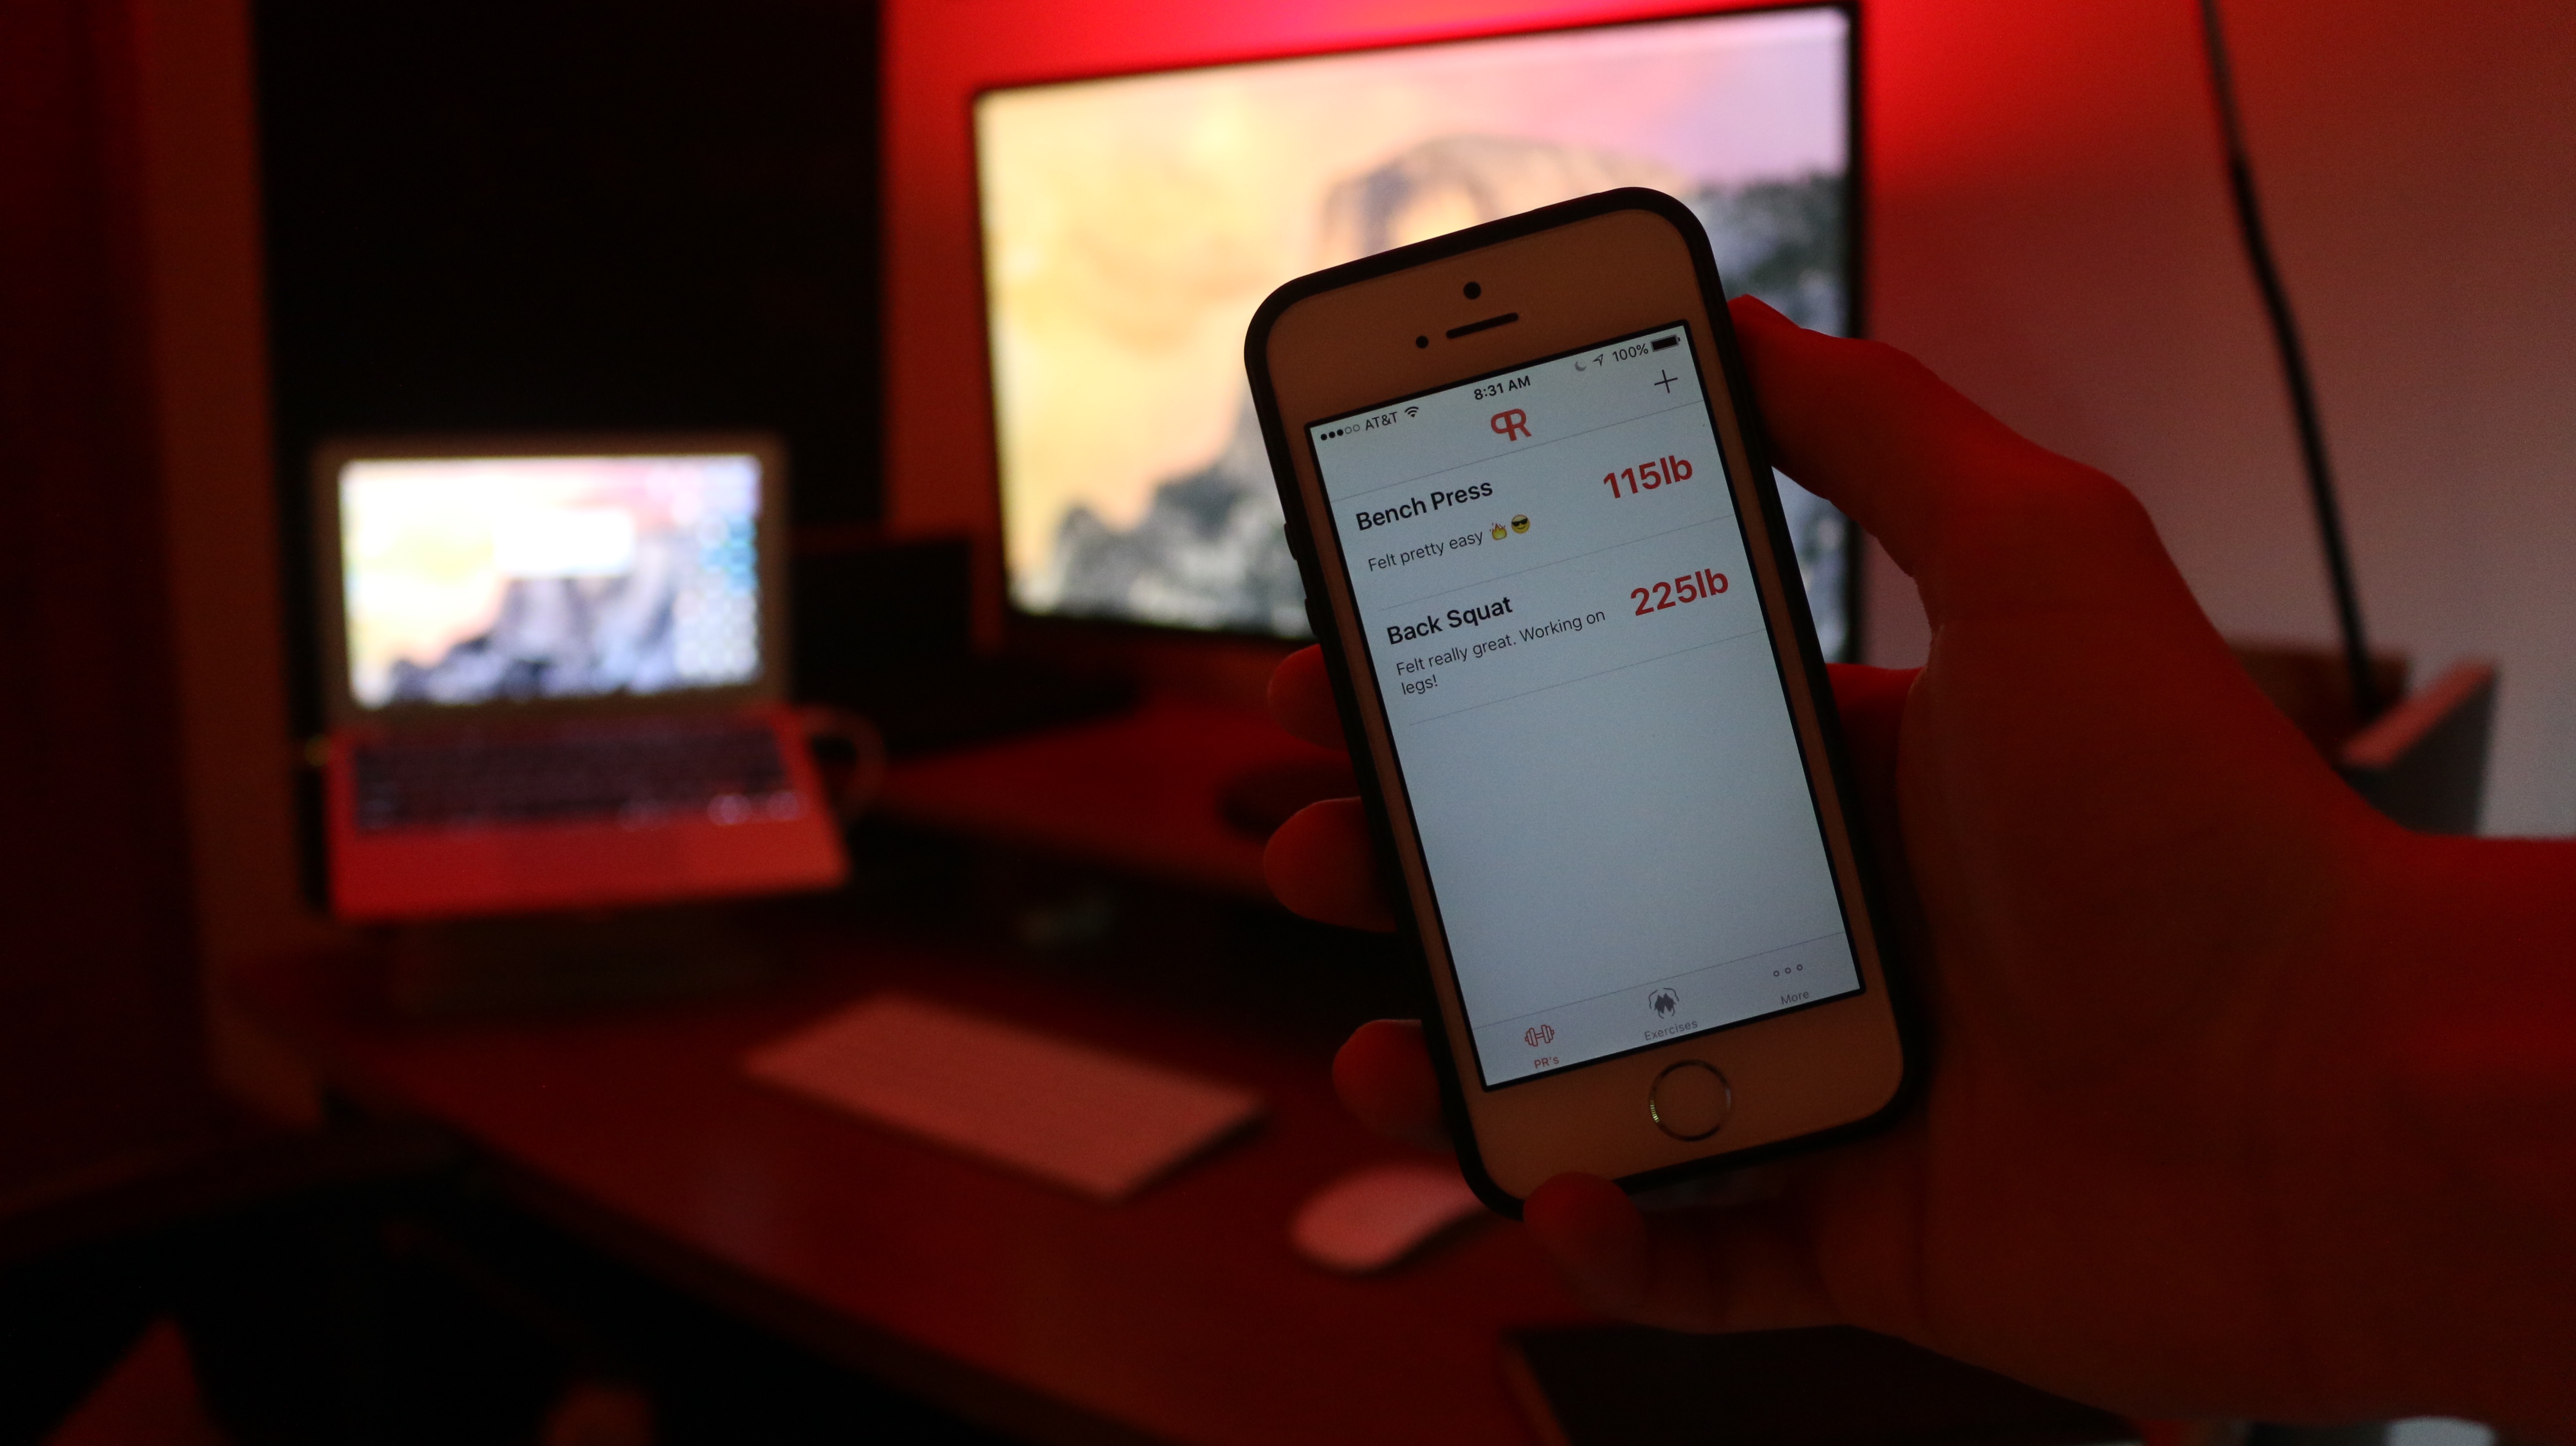 ●●●○○ AT&T 8:31 AM 100%
PR
+
Bench Press 115lb
Felt pretty easy 🔥😎
Back Squat 225lb
Felt really great. Working on
legs!
PR's Exercises More